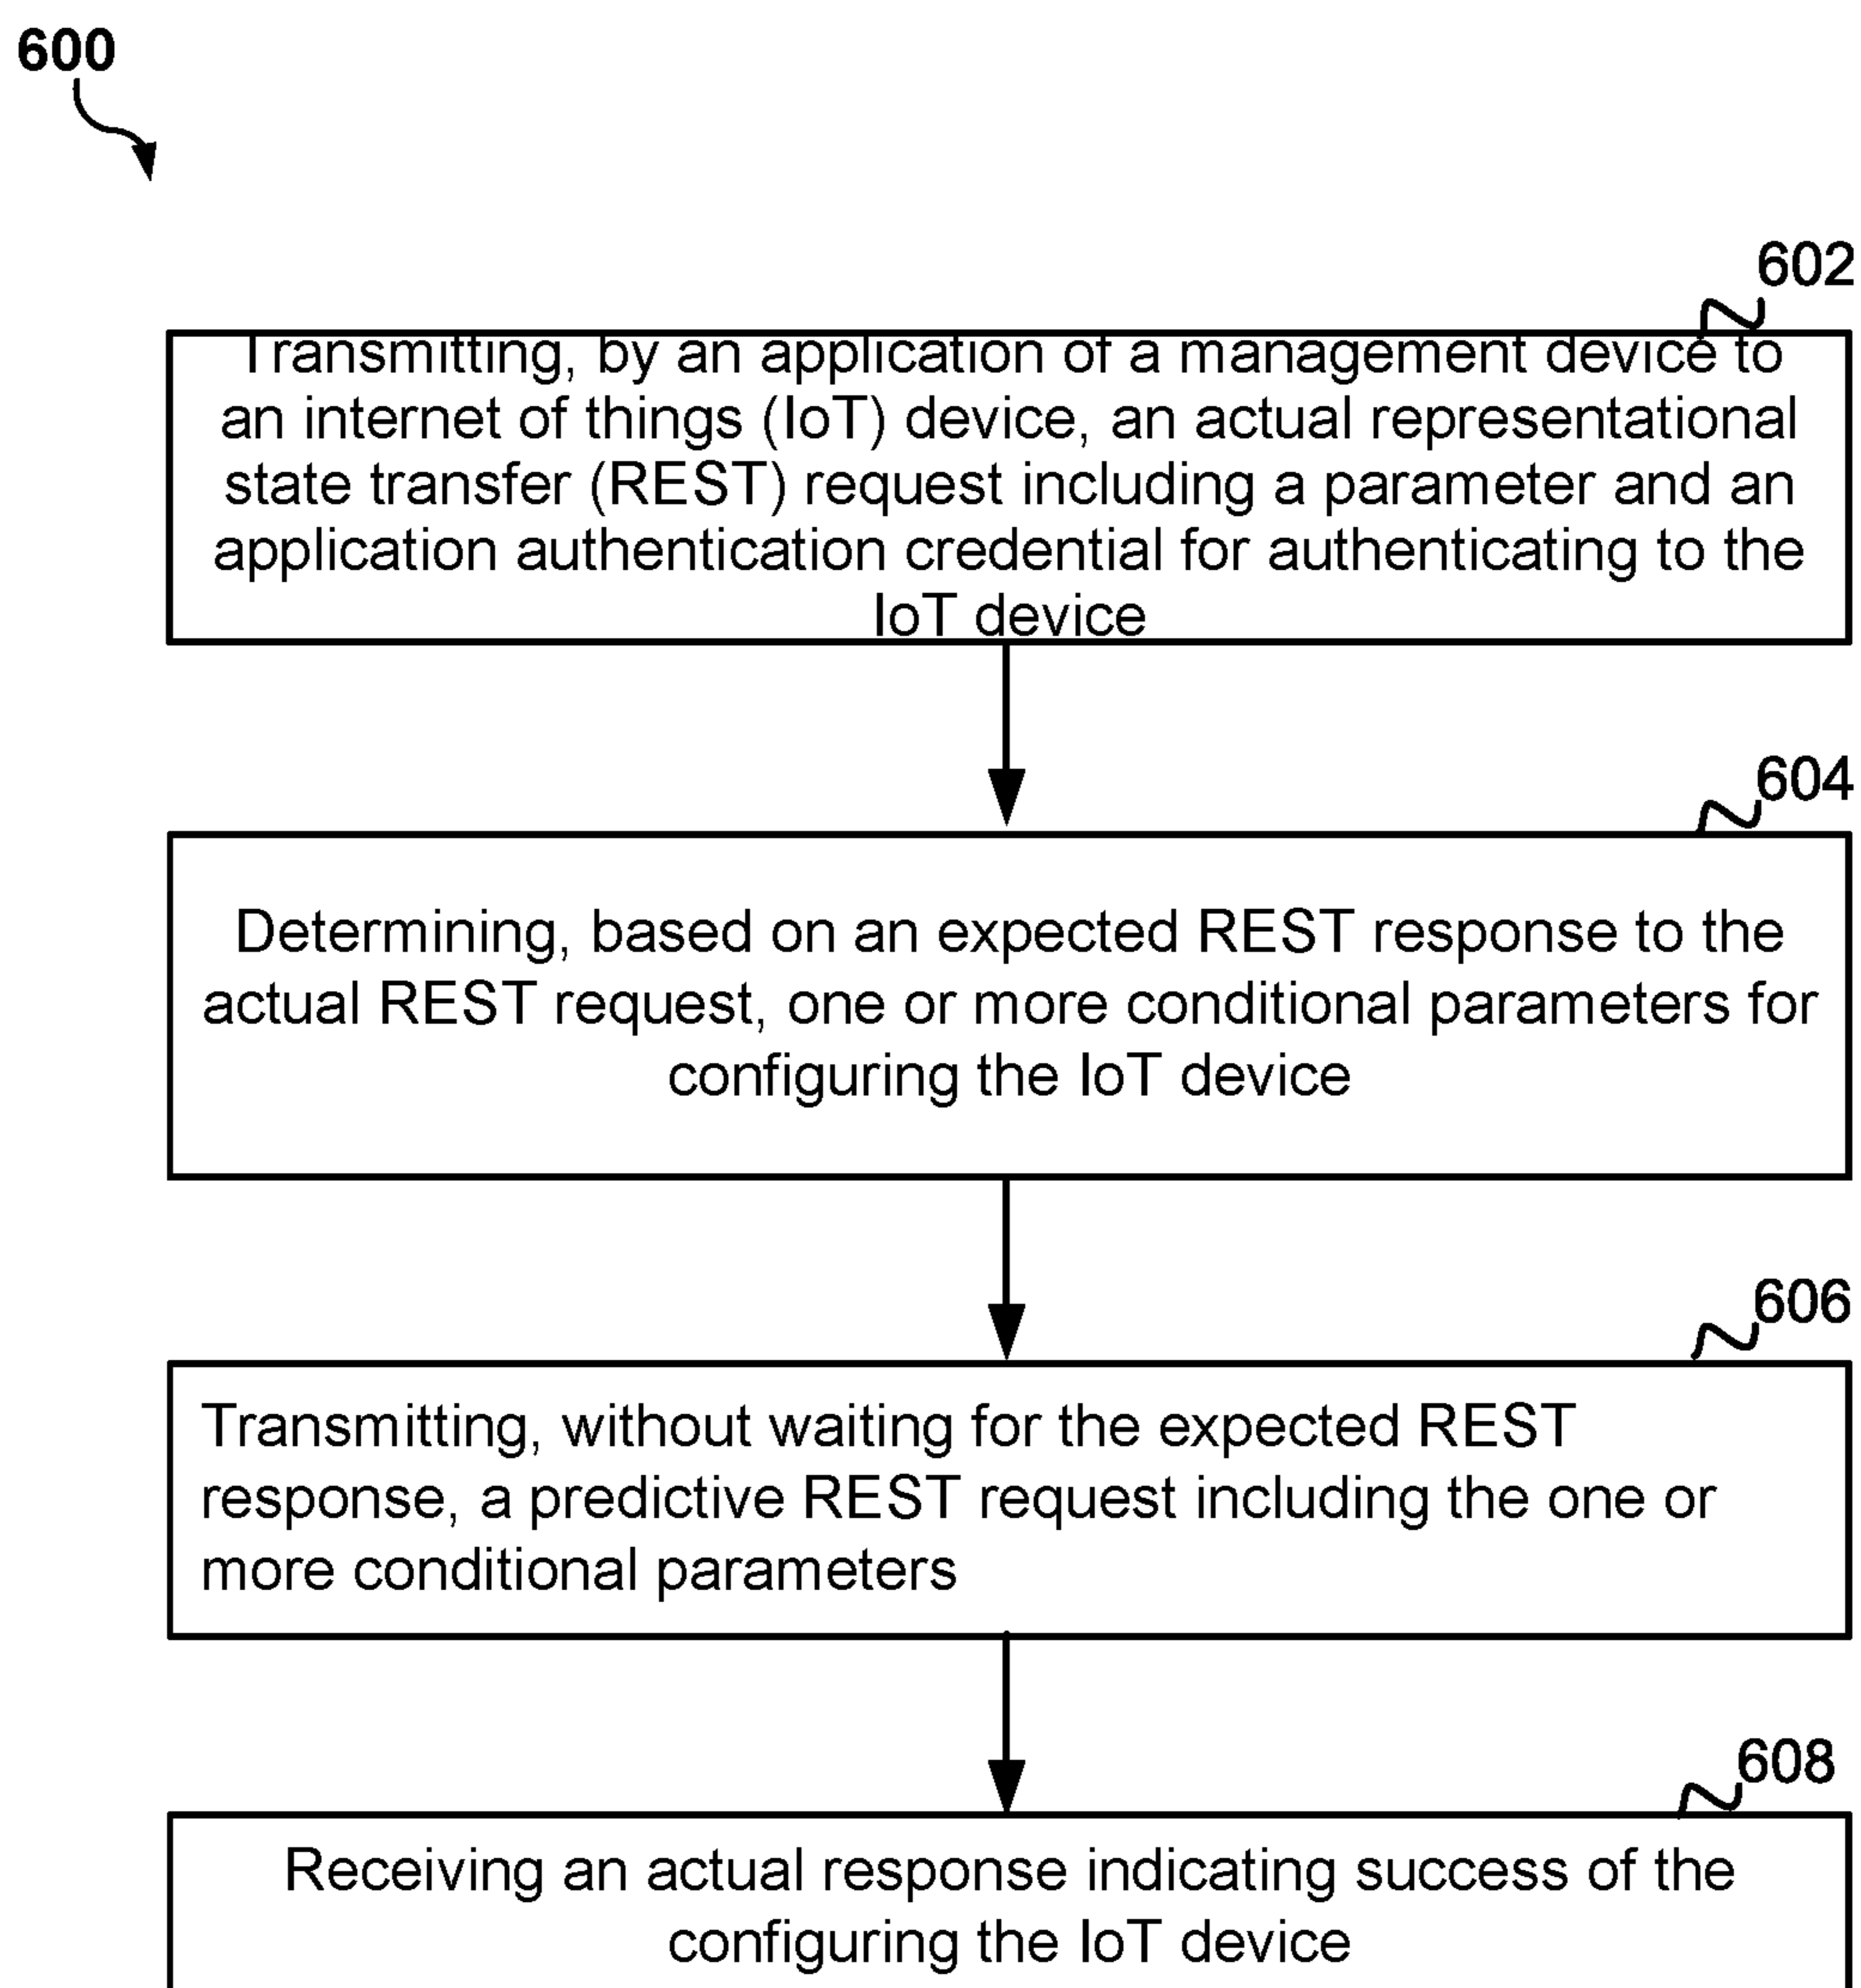 600
602
Transmitting, by an application of a management device to
an internet of things (IoT) device, an actual representational
state transfer (REST) request including a parameter and an
application authentication credential for authenticating to the
IoT device
604
Determining, based on an expected REST response to the
actual REST request, one or more conditional parameters for
configuring the IoT device
606
Transmitting, without waiting for the expected REST
response, a predictive REST request including the one or
more conditional parameters
608
Receiving an actual response indicating success of the
configuring the IoT device